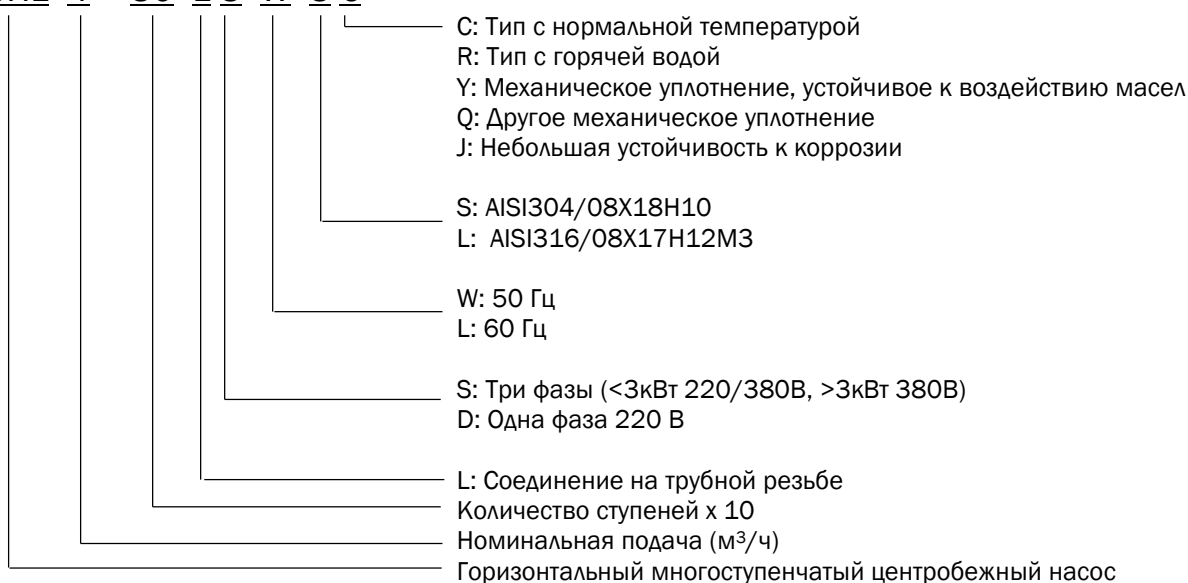 C: Тип с нормальной температурой
R: Тип с горячей водой
Y: Механическое уплотнение, устойчивое к воздействию масел
Q: Другое механическое уплотнение
J: Небольшая устойчивость к коррозии
S: AISI304/08Х18Н10
L: AISI316/08Х17Н12М3
W: 50 Гц
L: 60 Гц
S: Три фазы (<3кВт 220/380В, >3кВт 380В)
D: Одна фаза 220 В
L: Соединение на трубной резьбе
Количество ступеней x 10
Номинальная подача (м³/ч)
Горизонтальный многоступенчатый центробежный насос